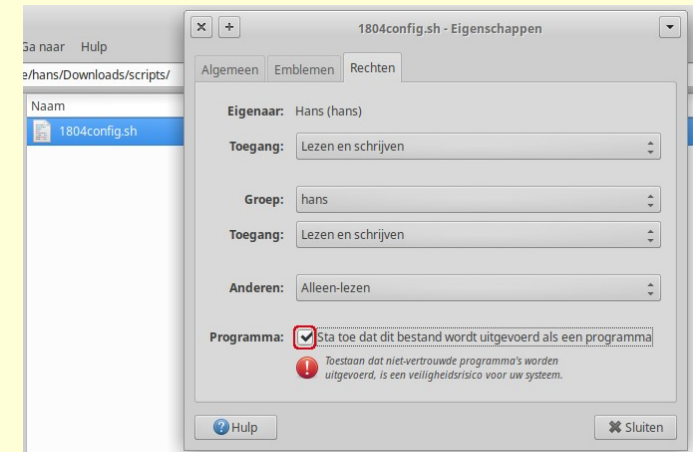 1804config.sh - Eigenschappen
Ga naar Hulp
e/hans/Downloads/scripts/
Naam
1804config.sh
Algemeen Emblemen Rechten
Eigenaar: Hans (hans)
Toegang: Lezen en schrijven
Groep: hans
Toegang: Lezen en schrijven
Anderen: Alleen-lezen
Programma: Sta toe dat dit bestand wordt uitgevoerd als een programma
Toestaan dat niet-vertrouwde programma's worden
uitgevoerd, is een veiligheidsrisico voor uw systeem.
Hulp
Sluiten